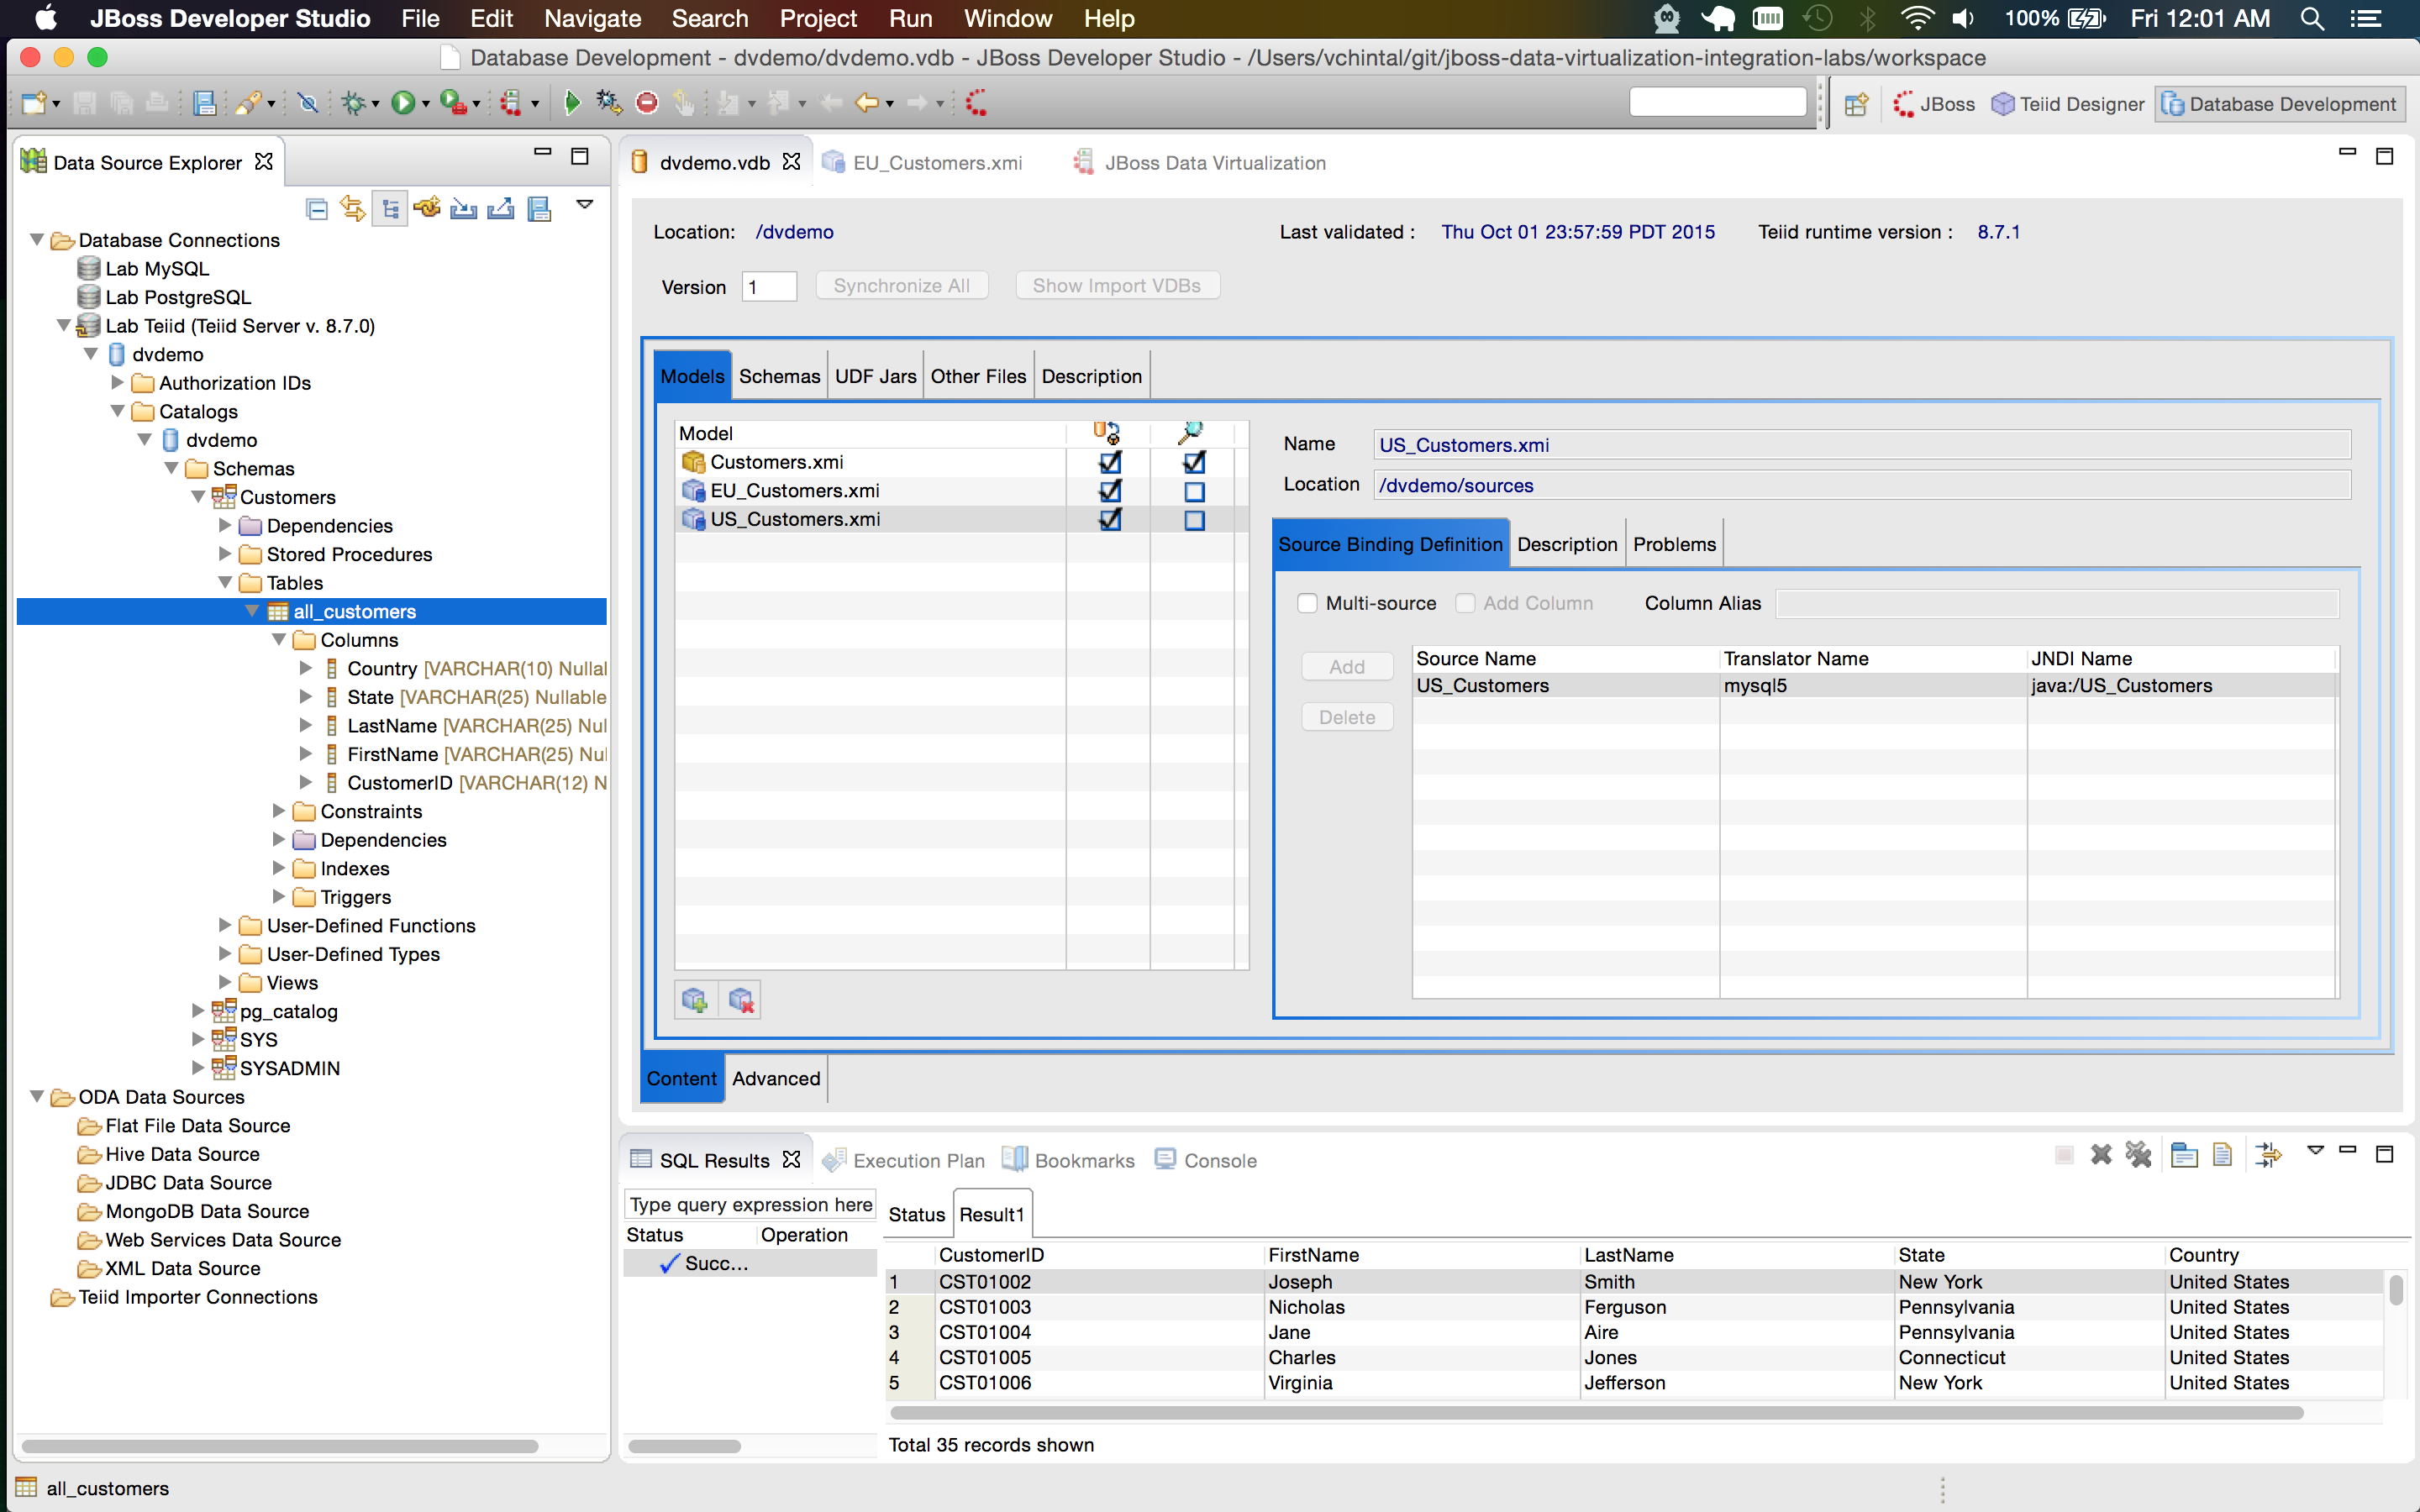 JBoss Developer Studio File Edit Navigate Search Project Run Window Help 100% Fri 12:01 AM
Database Development - dvdemo/dvdemo.vdb - JBoss Developer Studio - /Users/vchintal/git/jboss-data-virtualization-integration-labs/workspace
JBoss Teiid Designer Database Development
Data Source Explorer
Database Connections
Lab MySQL
Lab PostgreSQL
Lab Teiid (Teiid Server v. 8.7.0)
dvdemo
Authorization IDs
Catalogs
dvdemo
Schemas
Customers
Dependencies
Stored Procedures
Tables
all_customers
Columns
Country [VARCHAR(10) Nullal
State [VARCHAR(25) Nullable
LastName [VARCHAR(25) Nul
FirstName [VARCHAR(25) Nul
CustomerID [VARCHAR(12) N
Constraints
Dependencies
Indexes
Triggers
User-Defined Functions
User-Defined Types
Views
pg_catalog
SYS
SYSADMIN
ODA Data Sources
Flat File Data Source
Hive Data Source
JDBC Data Source
MongoDB Data Source
Web Services Data Source
XML Data Source
Teiid Importer Connections
dvdemo.vdb EU_Customers.xmi JBoss Data Virtualization
Location: /dvdemo Last validated : Thu Oct 01 23:57:59 PDT 2015 Teiid runtime version : 8.7.1
Version 1 Synchronize All Show Import VDBs
Models Schemas UDF Jars Other Files Description
Model
Customers.xmi
EU_Customers.xmi
US_Customers.xmi
Name US_Customers.xmi
Location /dvdemo/sources
Source Binding Definition Description Problems
Multi-source Add Column Column Alias
Add
Delete
Source Name Translator Name JNDI Name
US_Customers mysql5 java:/US_Customers
Content Advanced
SQL Results Execution Plan Bookmarks Console
Type query expression here
Status Operation
Succ...
Status Result1
CustomerID FirstName LastName State Country
1 CST01002 Joseph Smith New York United States
2 CST01003 Nicholas Ferguson Pennsylvania United States
3 CST01004 Jane Aire Pennsylvania United States
4 CST01005 Charles Jones Connecticut United States
5 CST01006 Virginia Jefferson New York United States
Total 35 records shown
all_customers